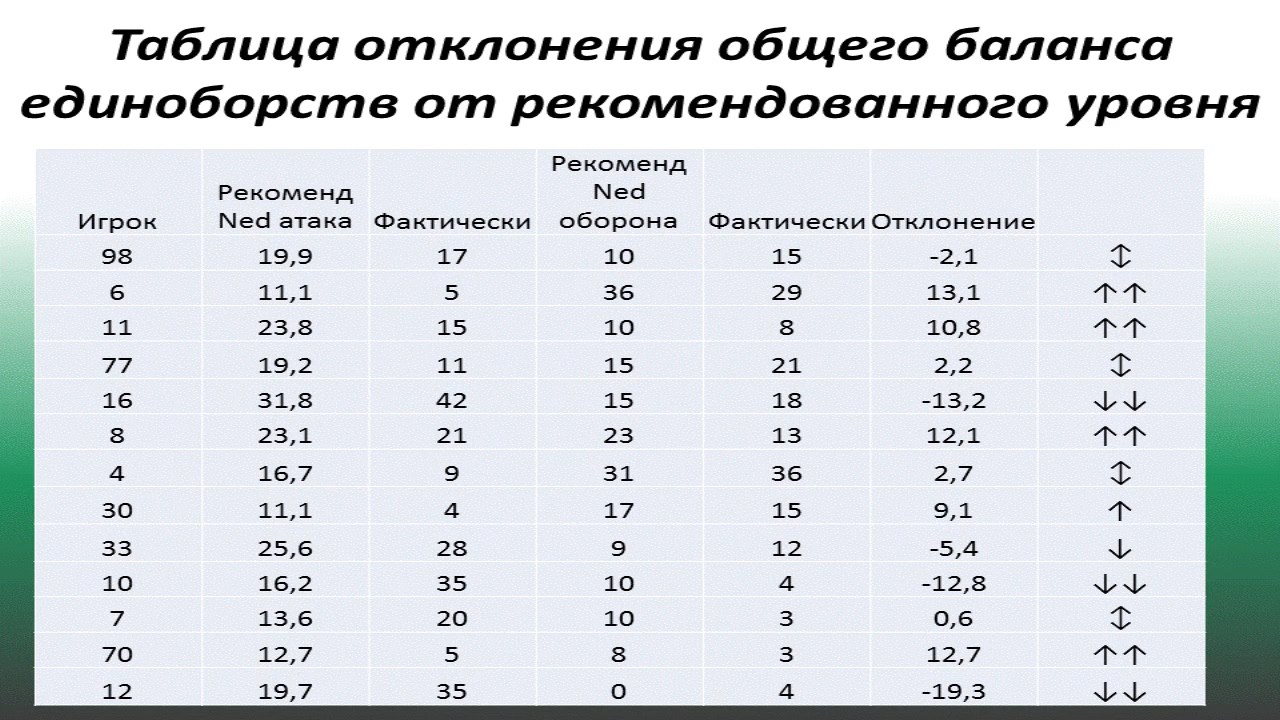 Таблица отклонения общего баланса
единоборств от рекомендованного уровня
Игрок Рекоменд Ned атака Фактически Рекоменд Ned оборона Фактически Отклонение
98 19,9 17 10 15 -2,1 ↕
6 11,1 5 36 29 13,1 ↑↑
11 23,8 15 10 8 10,8 ↑↑
77 19,2 11 15 21 2,2 ↕
16 31,8 42 15 18 -13,2 ↓↓
8 23,1 21 23 13 12,1 ↑↑
4 16,7 9 31 36 2,7 ↕
30 11,1 4 17 15 9,1 ↑
33 25,6 28 9 12 -5,4 ↓
10 16,2 35 10 4 -12,8 ↓↓
7 13,6 20 10 3 0,6 ↕
70 12,7 5 8 3 12,7 ↑↑
12 19,7 35 0 4 -19,3 ↓↓